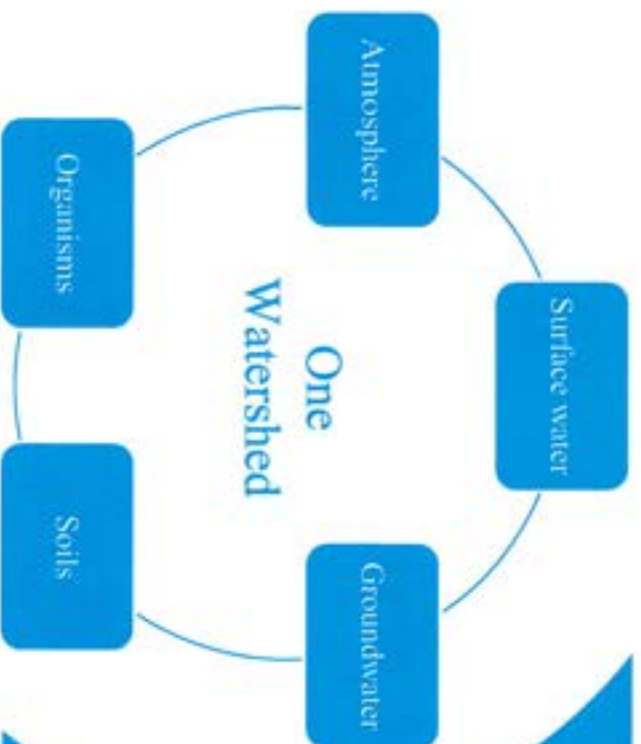 Surface water
Atmosphere
Groundwater
One
Watershed
Organisms
Soils